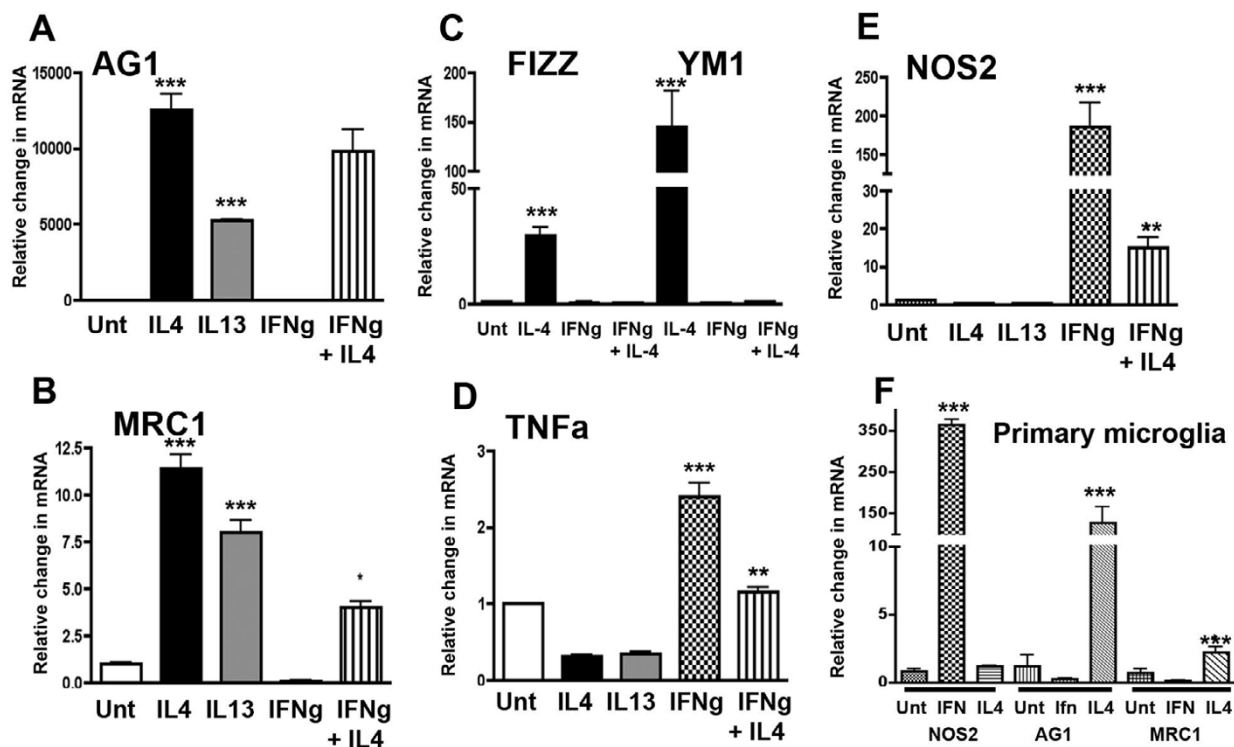 A
AG1
Relative change in mRNA
15000
***
10000
***
5000
0
Unt IL4 IL13 IFNg IFNg
+ IL4
B
MRC1
Relative change in mRNA
12.5
***
10.0
***
7.5
5.0
*
2.5
0.0
Unt IL4 IL13 IFNg IFNg
+ IL4
C
FIZZ YM1
Relative change in mRNA
200
***
150
100
50
***
0
Unt IL-4 IFNg IFNg IL-4 IFNg IFNg
+ IL-4 + IL-4
D
TNFa
Relative change in mRNA
3
***
2
**
1
0
Unt IL4 IL13 IFNg IFNg
+ IL4
E
NOS2
Relative change in mRNA
250
***
200
150
100
50
30
20
**
10
0
Unt IL4 IL13 IFNg IFNg
+ IL4
F
Primary microglia
Relative change in mRNA
***
350
250
***
150
10
5
***
0
Unt IFN IL4 Unt Ifn IL4 Unt IFN IL4
NOS2 AG1 MRC1